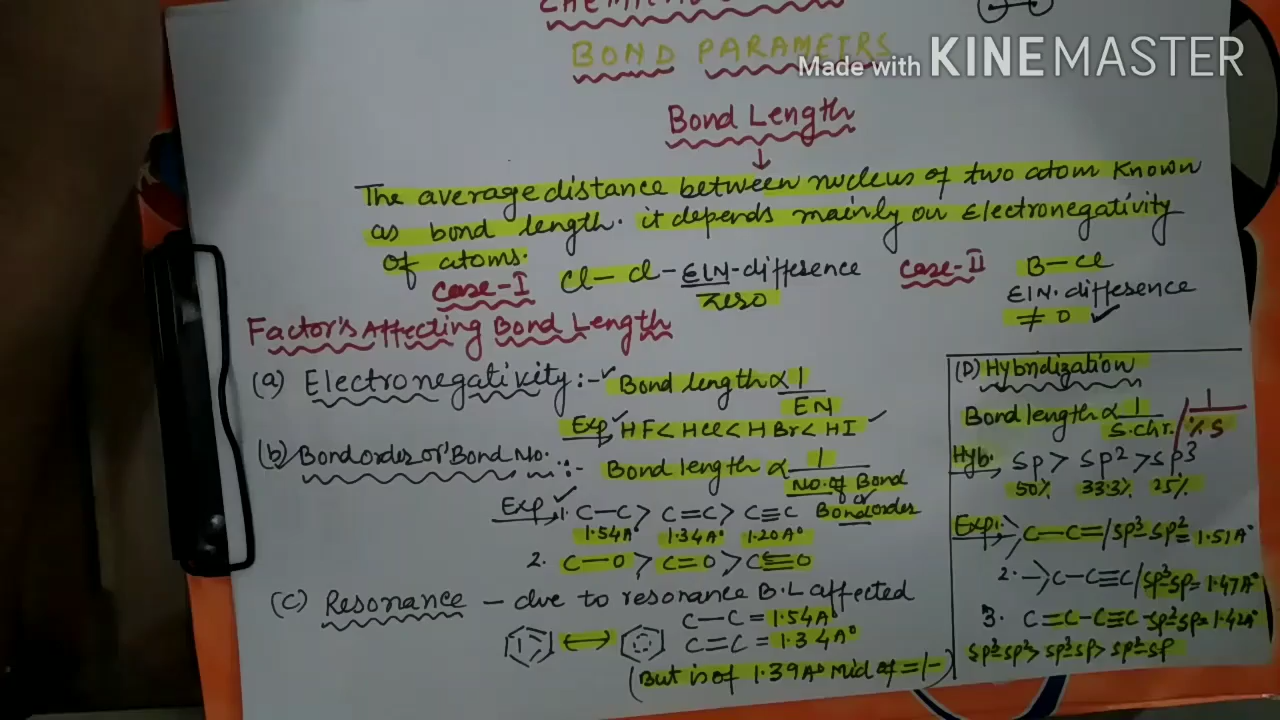 CHEMICAL
BOND PARAMETRS
Made with KINEMASTER
Bond Length
↓
The average distance between nucleus of two atom known
as bond length. it depends mainly on Electronegativity
of atoms.
Case-I Cl-Cl - EIN-difference
Zero
Case-II B-Cl
EIN. difference
≠ 0 ✓
Factor's Affecting Bond Length
(a) Electronegativity :- ✓ Bond length ∝ 1/EN
Exp ✓ HF < HCl < HBr < HI ✓
(b) Bond order or Bond No. :- Bond length ∝ 1/No. of Bond
or
Bond order
Exp ✓ 1. C-C > C=C > C≡C
1.54A° 1.34A° 1.20A°
2. C-O > C=O > C≡O
(C) Resonance - due to resonance B.L affected
C-C = 1.54A°
↔ C=C = 1.34A°
(But is of 1.39A° Mid of =/-)
(D) Hybridization
Bond length ∝ 1/S.chr. / 1/% S
Hyb. sp > sp² > sp³
50% 33.3% 25%
Exp 1. C-C= / sp³-sp² = 1.51A°
2. C-C≡C / sp³-sp = 1.47A°
3. C=C-C≡C sp²-sp = 1.42A°
sp³-sp² > sp³-sp > sp²-sp